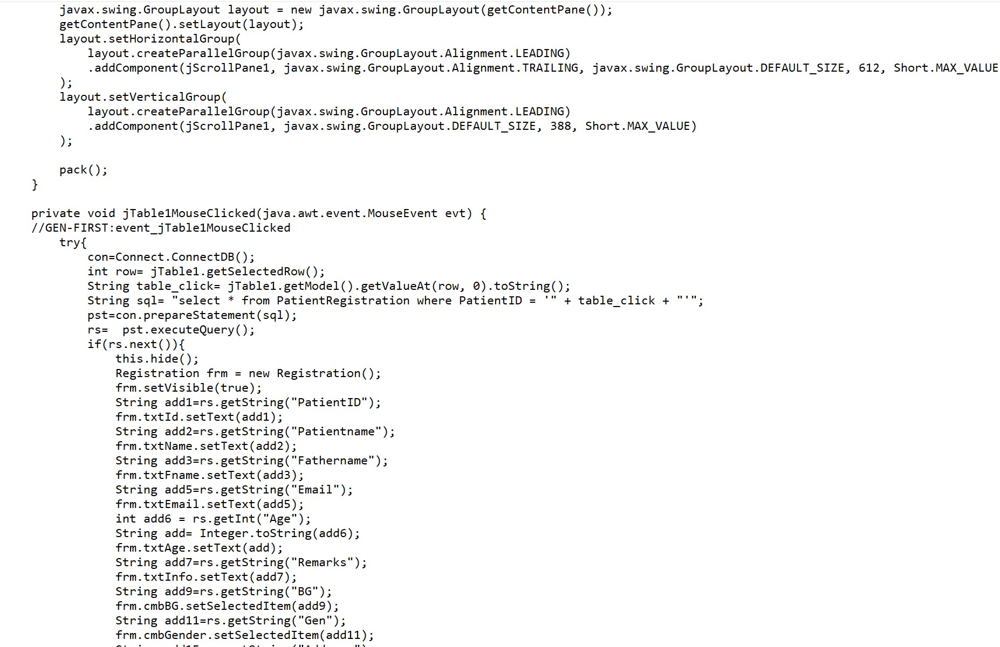 javax.swing.GroupLayout layout = new javax.swing.GroupLayout(getContentPane());
getContentPane().setLayout(layout);
layout.setHorizontalGroup(
layout.createParallelGroup(javax.swing.GroupLayout.Alignment.LEADING)
.addComponent(jScrollPane1, javax.swing.GroupLayout.Alignment.TRAILING, javax.swing.GroupLayout.DEFAULT_SIZE, 612, Short.MAX_VALUE
);
layout.setVerticalGroup(
layout.createParallelGroup(javax.swing.GroupLayout.Alignment.LEADING)
.addComponent(jScrollPane1, javax.swing.GroupLayout.DEFAULT_SIZE, 388, Short.MAX_VALUE)
);
pack();
}
private void jTable1MouseClicked(java.awt.event.MouseEvent evt) {
//GEN-FIRST:event_jTable1MouseClicked
try{
con=Connect.ConnectDB();
int row= jTable1.getSelectedRow();
String table_click= jTable1.getModel().getValueAt(row, 0).toString();
String sql= "select * from PatientRegistration where PatientID = '" + table_click + "'";
pst=con.prepareStatement(sql);
rs=  pst.executeQuery();
if(rs.next()){
this.hide();
Registration frm = new Registration();
frm.setVisible(true);
String add1=rs.getString("PatientID");
frm.txtId.setText(add1);
String add2=rs.getString("Patientname");
frm.txtName.setText(add2);
String add3=rs.getString("Fathername");
frm.txtFname.setText(add3);
String add5=rs.getString("Email");
frm.txtEmail.setText(add5);
int add6 = rs.getInt("Age");
String add= Integer.toString(add6);
frm.txtAge.setText(add);
String add7=rs.getString("Remarks");
frm.txtInfo.setText(add7);
String add9=rs.getString("BG");
frm.cmbBG.setSelectedItem(add9);
String add11=rs.getString("Gen");
frm.cmbGender.setSelectedItem(add11);